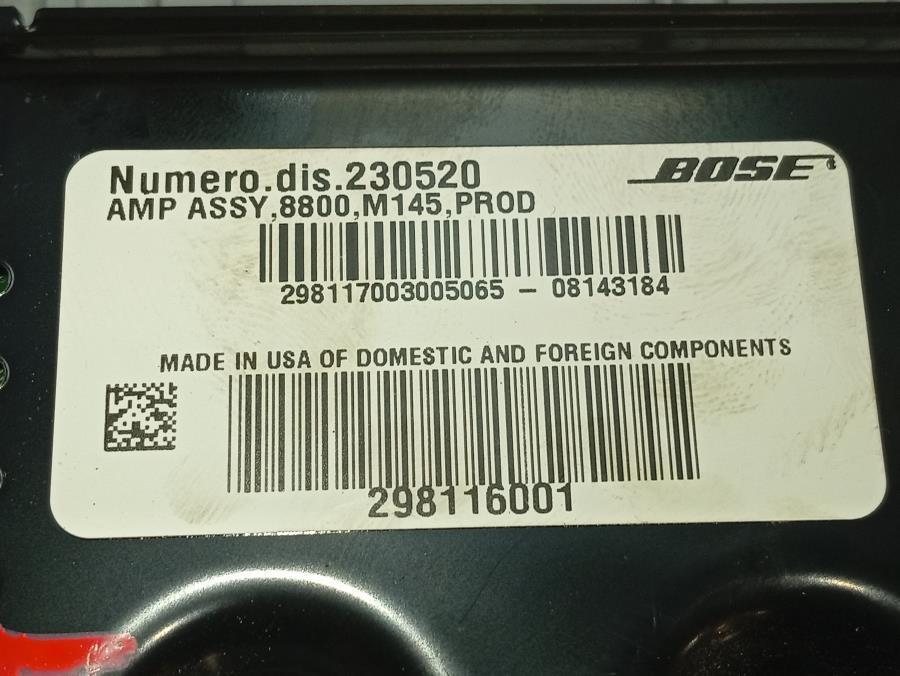 Numero.dis.230520
BOSE
AMP ASSY,8800,M145,PROD
298117003005065 – 08143184
MADE IN USA OF DOMESTIC AND FOREIGN COMPONENTS
298116001